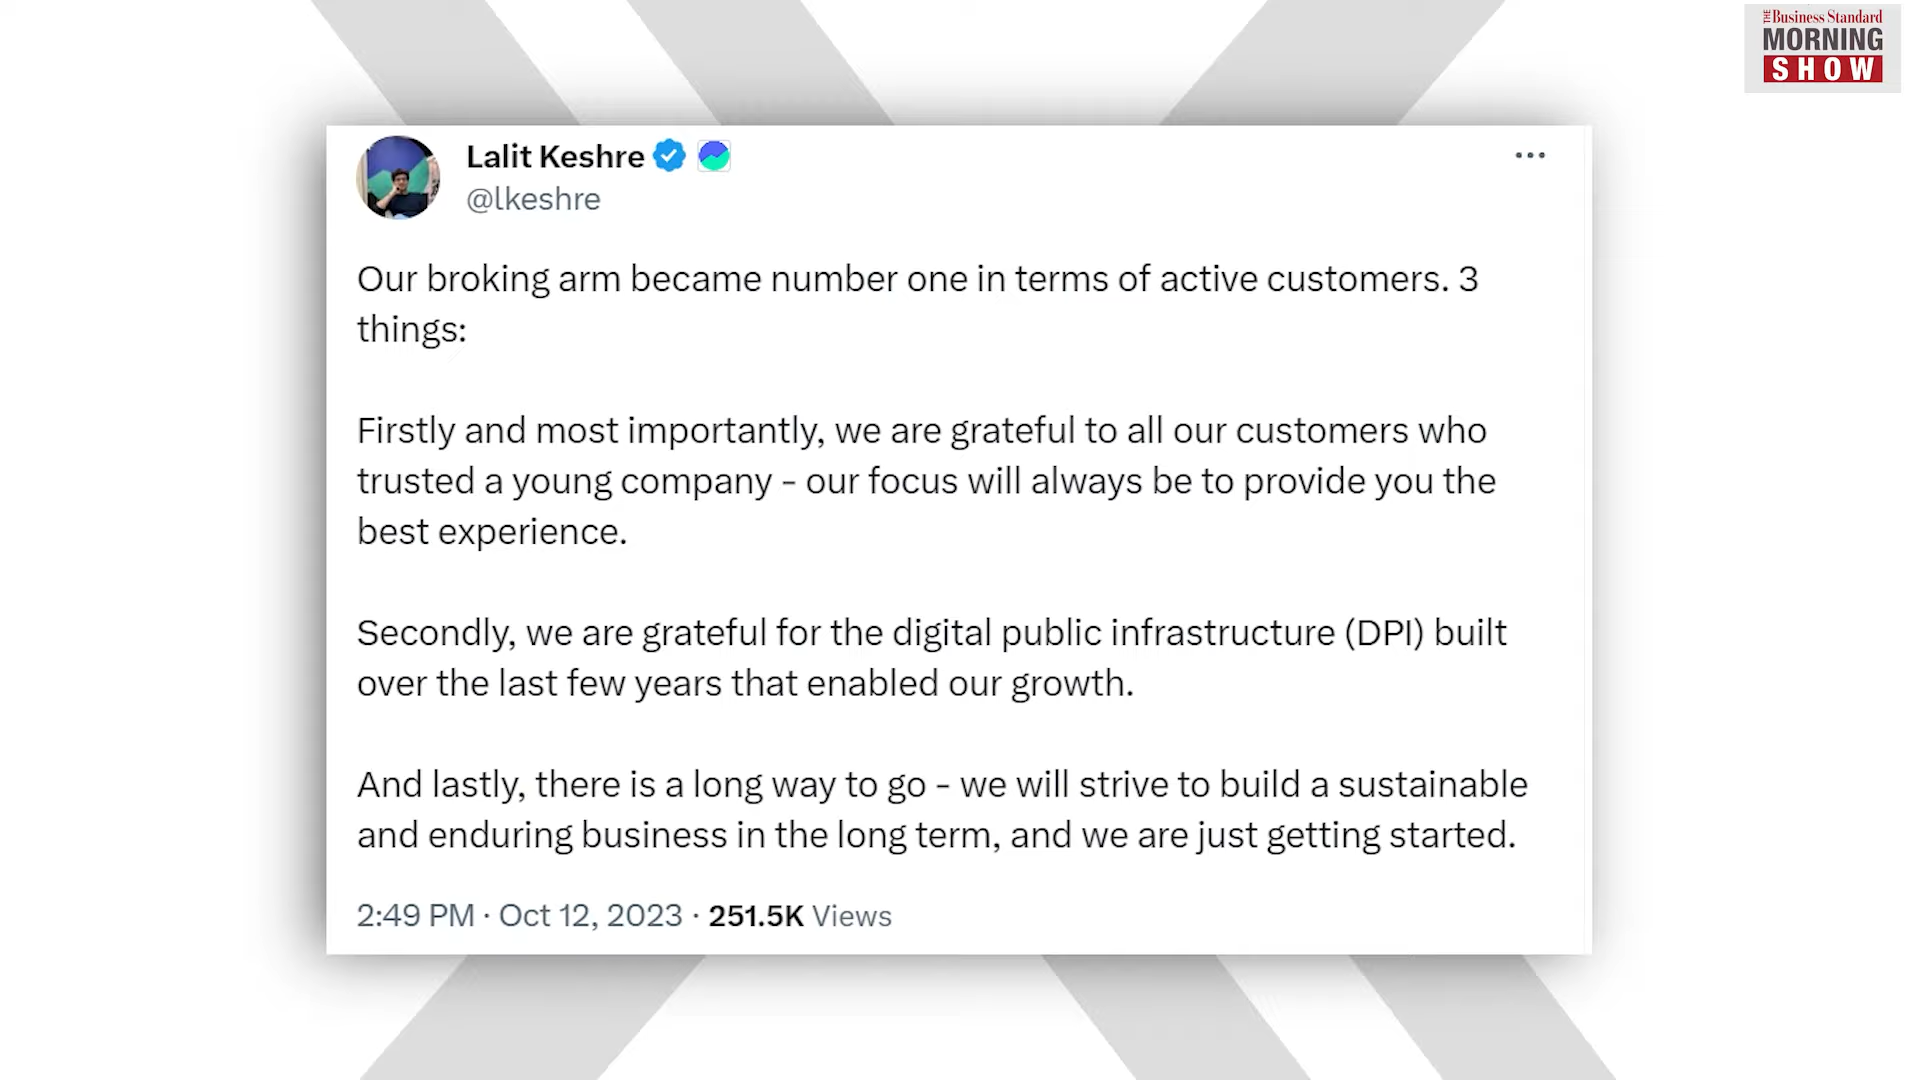 THE Business Standard
MORNING
SHOW
Lalit Keshre
@lkeshre
Our broking arm became number one in terms of active customers. 3
things:
Firstly and most importantly, we are grateful to all our customers who
trusted a young company - our focus will always be to provide you the
best experience.
Secondly, we are grateful for the digital public infrastructure (DPI) built
over the last few years that enabled our growth.
And lastly, there is a long way to go - we will strive to build a sustainable
and enduring business in the long term, and we are just getting started.
2:49 PM · Oct 12, 2023 · 251.5K Views